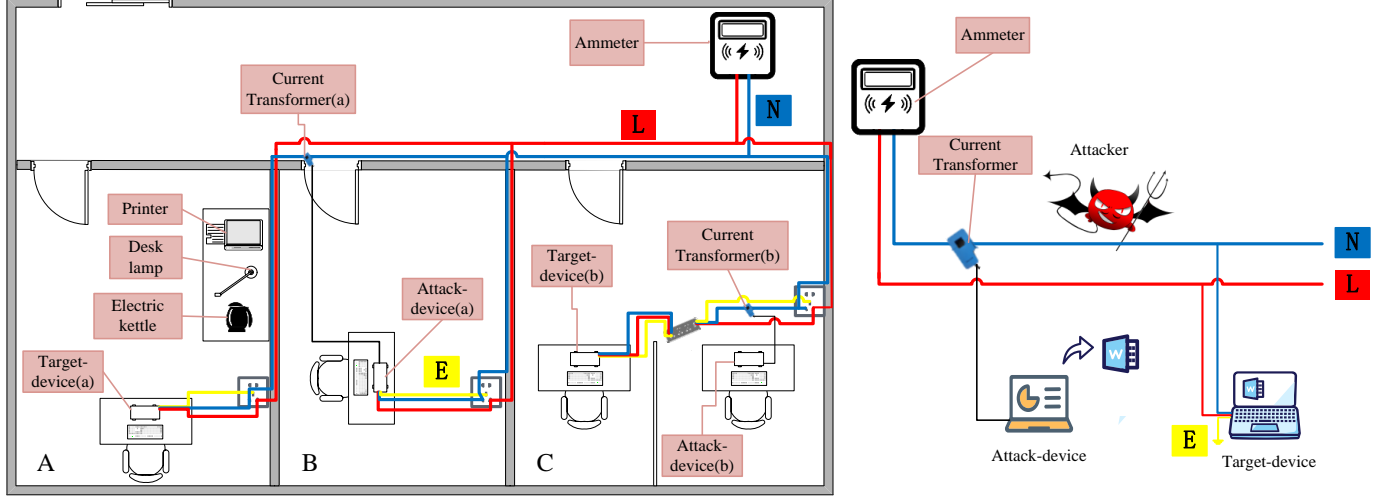 Ammeter
Current
Transformer(a)
L
N
Printer
Desk
lamp
Electric
kettle
Target-
device(a)
Attack-
device(a)
E
Target-
device(b)
Current
Transformer(b)
Attack-
device(b)
A
B
C
Ammeter
Current
Transformer
Attacker
N
L
W
W
E
Attack-device
Target-device